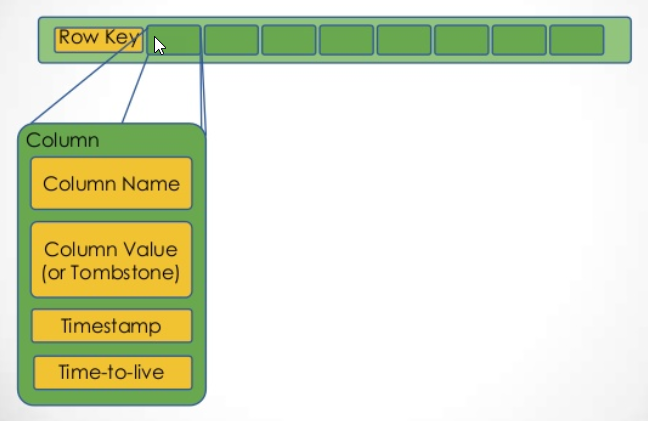 Row Key
Column
Column Name
Column Value
(or Tombstone)
Timestamp
Time-to-live